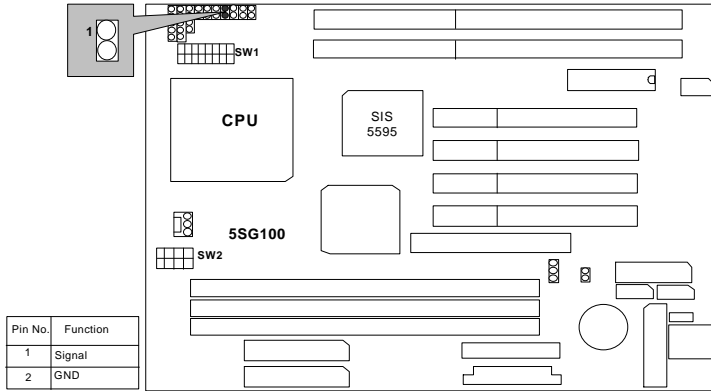 1
SW1
CPU
SIS
5595
5SG100
SW2
Pin No. Function
1 Signal
2 GND